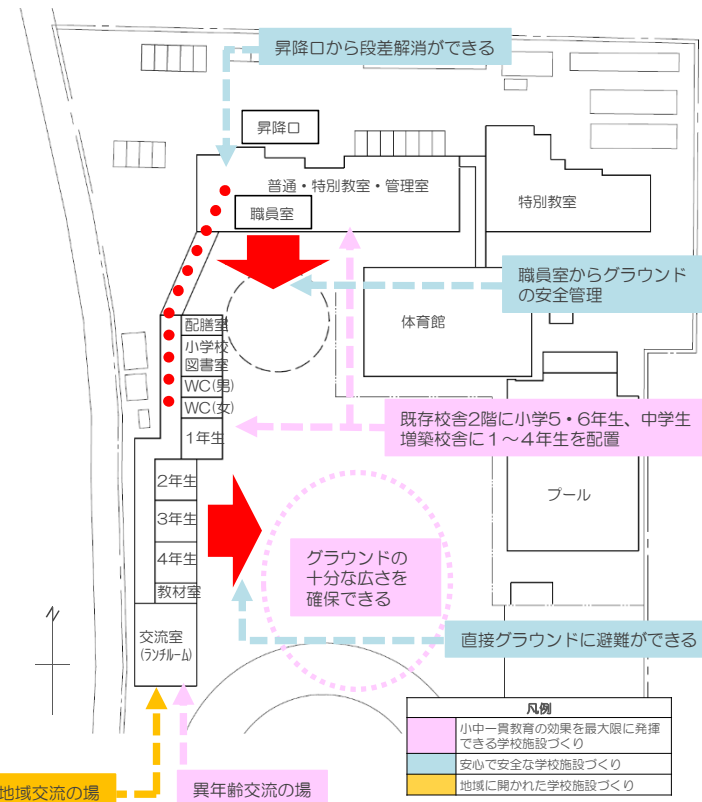 昇降口から段差解消ができる
昇降口
普通・特別教室・管理室
職員室
特別教室
職員室からグラウンド
の安全管理
体育館
配膳室
小学校
図書室
WC(男)
WC(女)
1年生
既存校舎2階に小学5・6年生、中学生
増築校舎に1～4年生を配置
2年生
3年生
4年生
教材室
プール
グラウンドの
十分な広さを
確保できる
交流室
(ランチルーム)
直接グラウンドに避難ができる
N
凡例
小中一貫教育の効果を最大限に発揮
できる学校施設づくり
安心で安全な学校施設づくり
地域に開かれた学校施設づくり
地域交流の場
異年齢交流の場